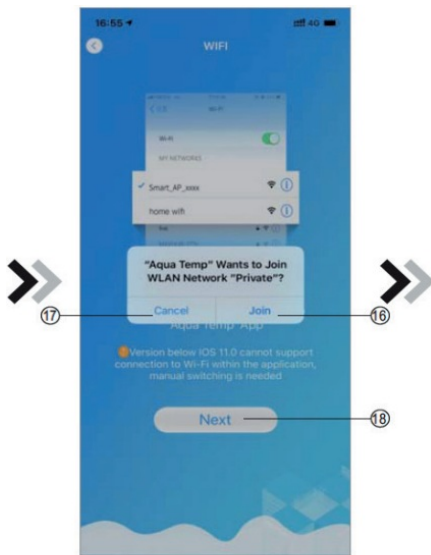 16:55
4G
WIFI
Wi-Fi
Wi-Fi
MY NETWORKS
Smart_AP_xxxx
home wifi
"Aqua Temp" Wants to Join
WLAN Network "Private"?
⑰
Cancel
Join
⑯
Aqua Temp App
Version below IOS 11.0 cannot support
connection to Wi-Fi within the application,
manual switching is needed
Next
⑱